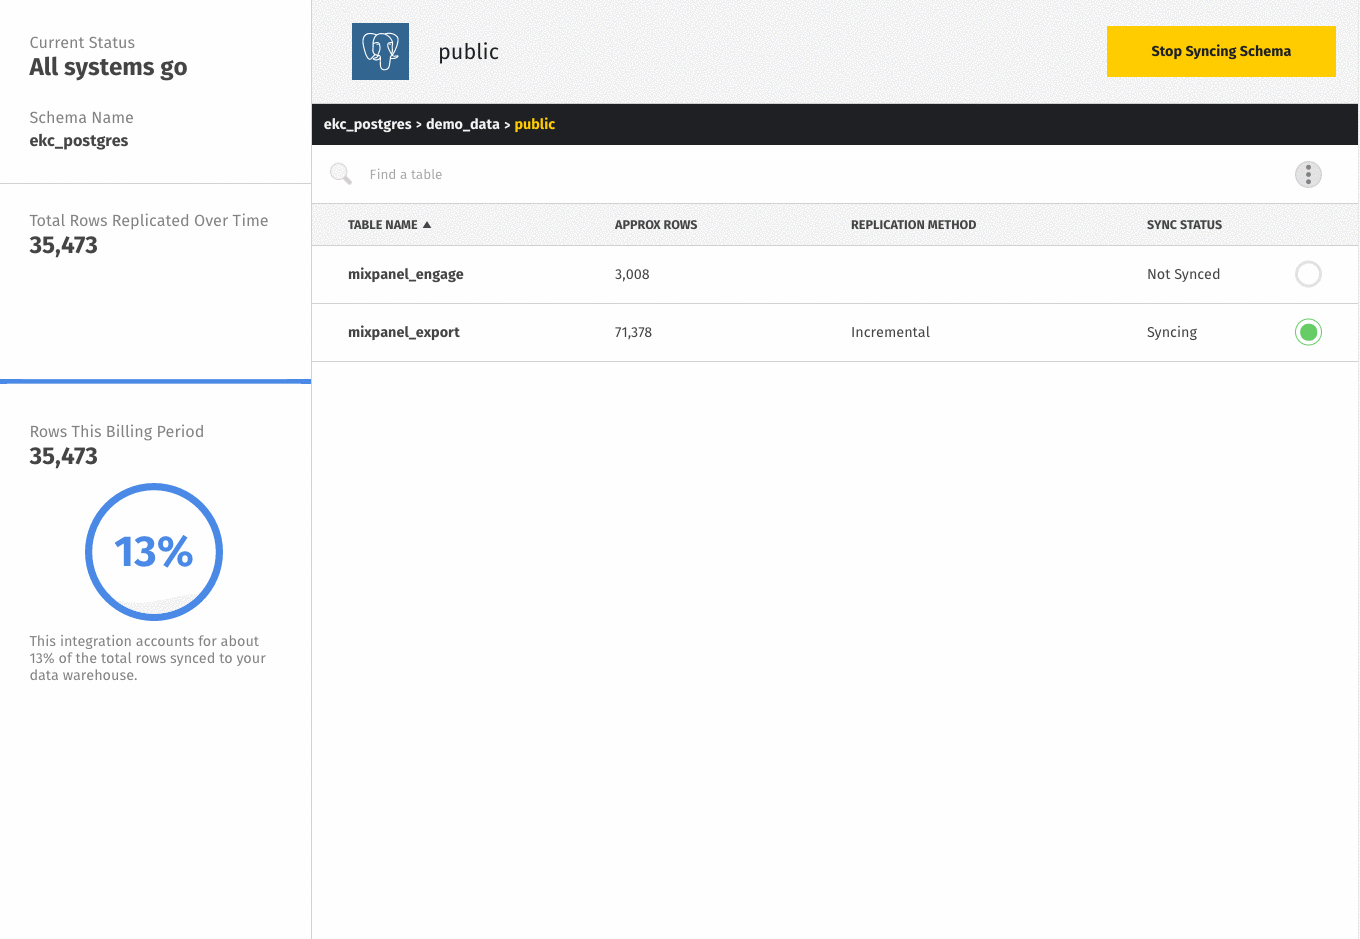 Current Status
All systems go
Schema Name
ekc_postgres
Total Rows Replicated Over Time
35,473
Rows This Billing Period
35,473
13%
This integration accounts for about
13% of the total rows synced to your
data warehouse.
public
Stop Syncing Schema
ekc_postgres > demo_data > public
Find a table
TABLE NAME APPROX ROWS REPLICATION METHOD SYNC STATUS
mixpanel_engage 3,008 Not Synced
mixpanel_export 71,378 Incremental Syncing